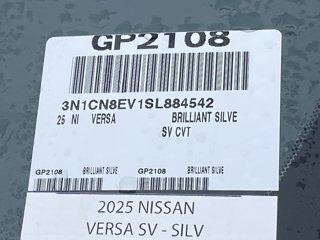 GP2108
3N1CN8EV1SL884542
25 NI VERSA BRILLIANT SILVE
SV CVT
GP2108 BRILLIANT SILVE GP2108 BRILLIANT SILVE
2025 NISSAN
VERSA SV - SILV